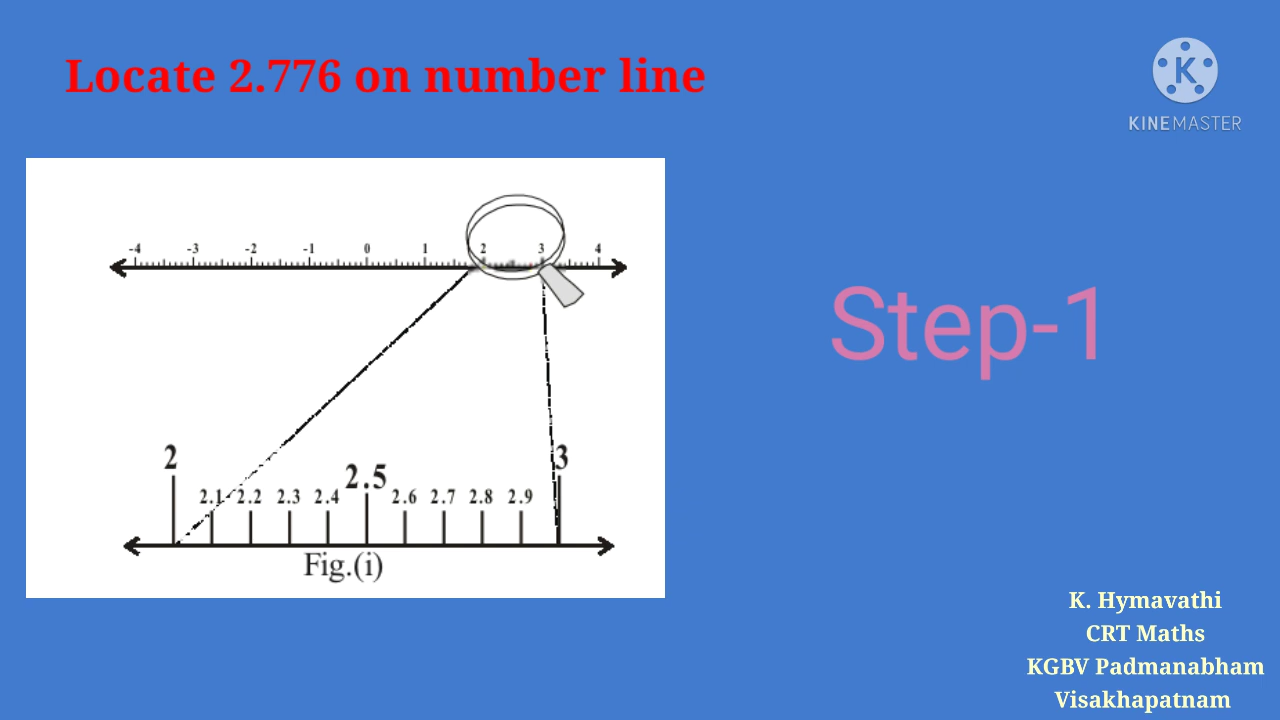 Locate 2.776 on number line
K
KINEMASTER
-4 -3 -2 -1 0 1 2 3 4
Step-1
2 2.1 2.2 2.3 2.4 2.5 2.6 2.7 2.8 2.9 3
Fig.(i)
K. Hymavathi
CRT Maths
KGBV Padmanabham
Visakhapatnam